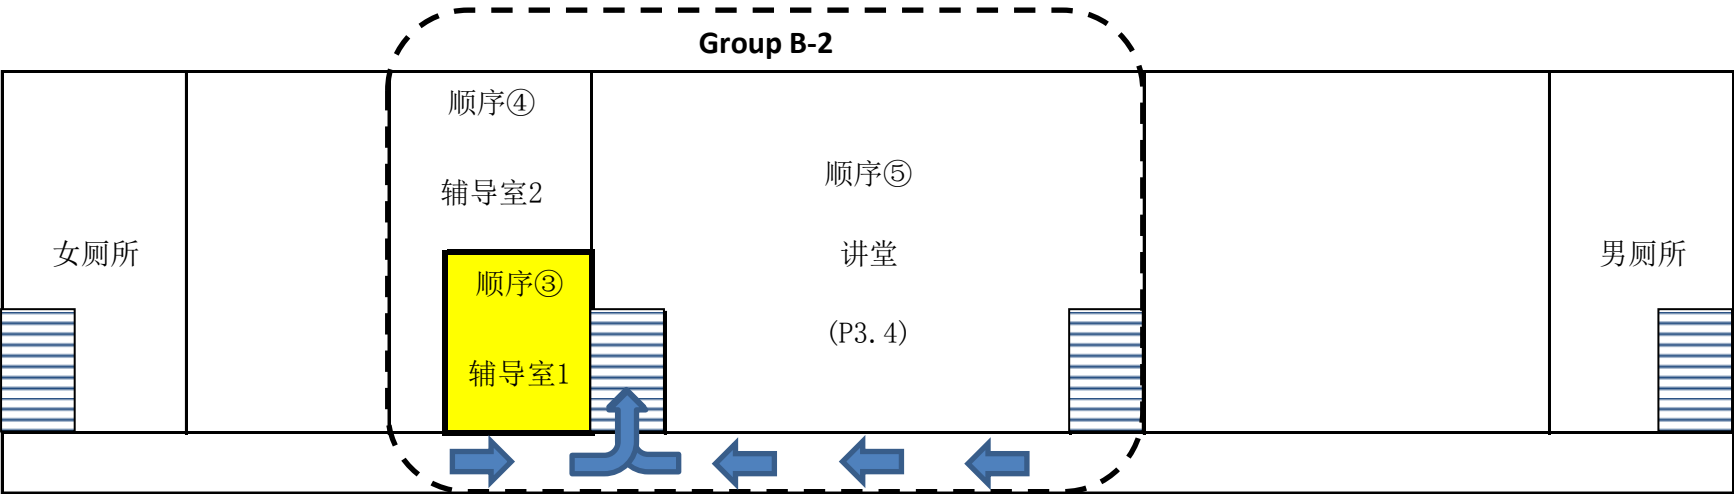 Group B-2
顺序④
辅导室2
顺序⑤
讲堂
(P3.4)
女厕所
男厕所
顺序③
辅导室1